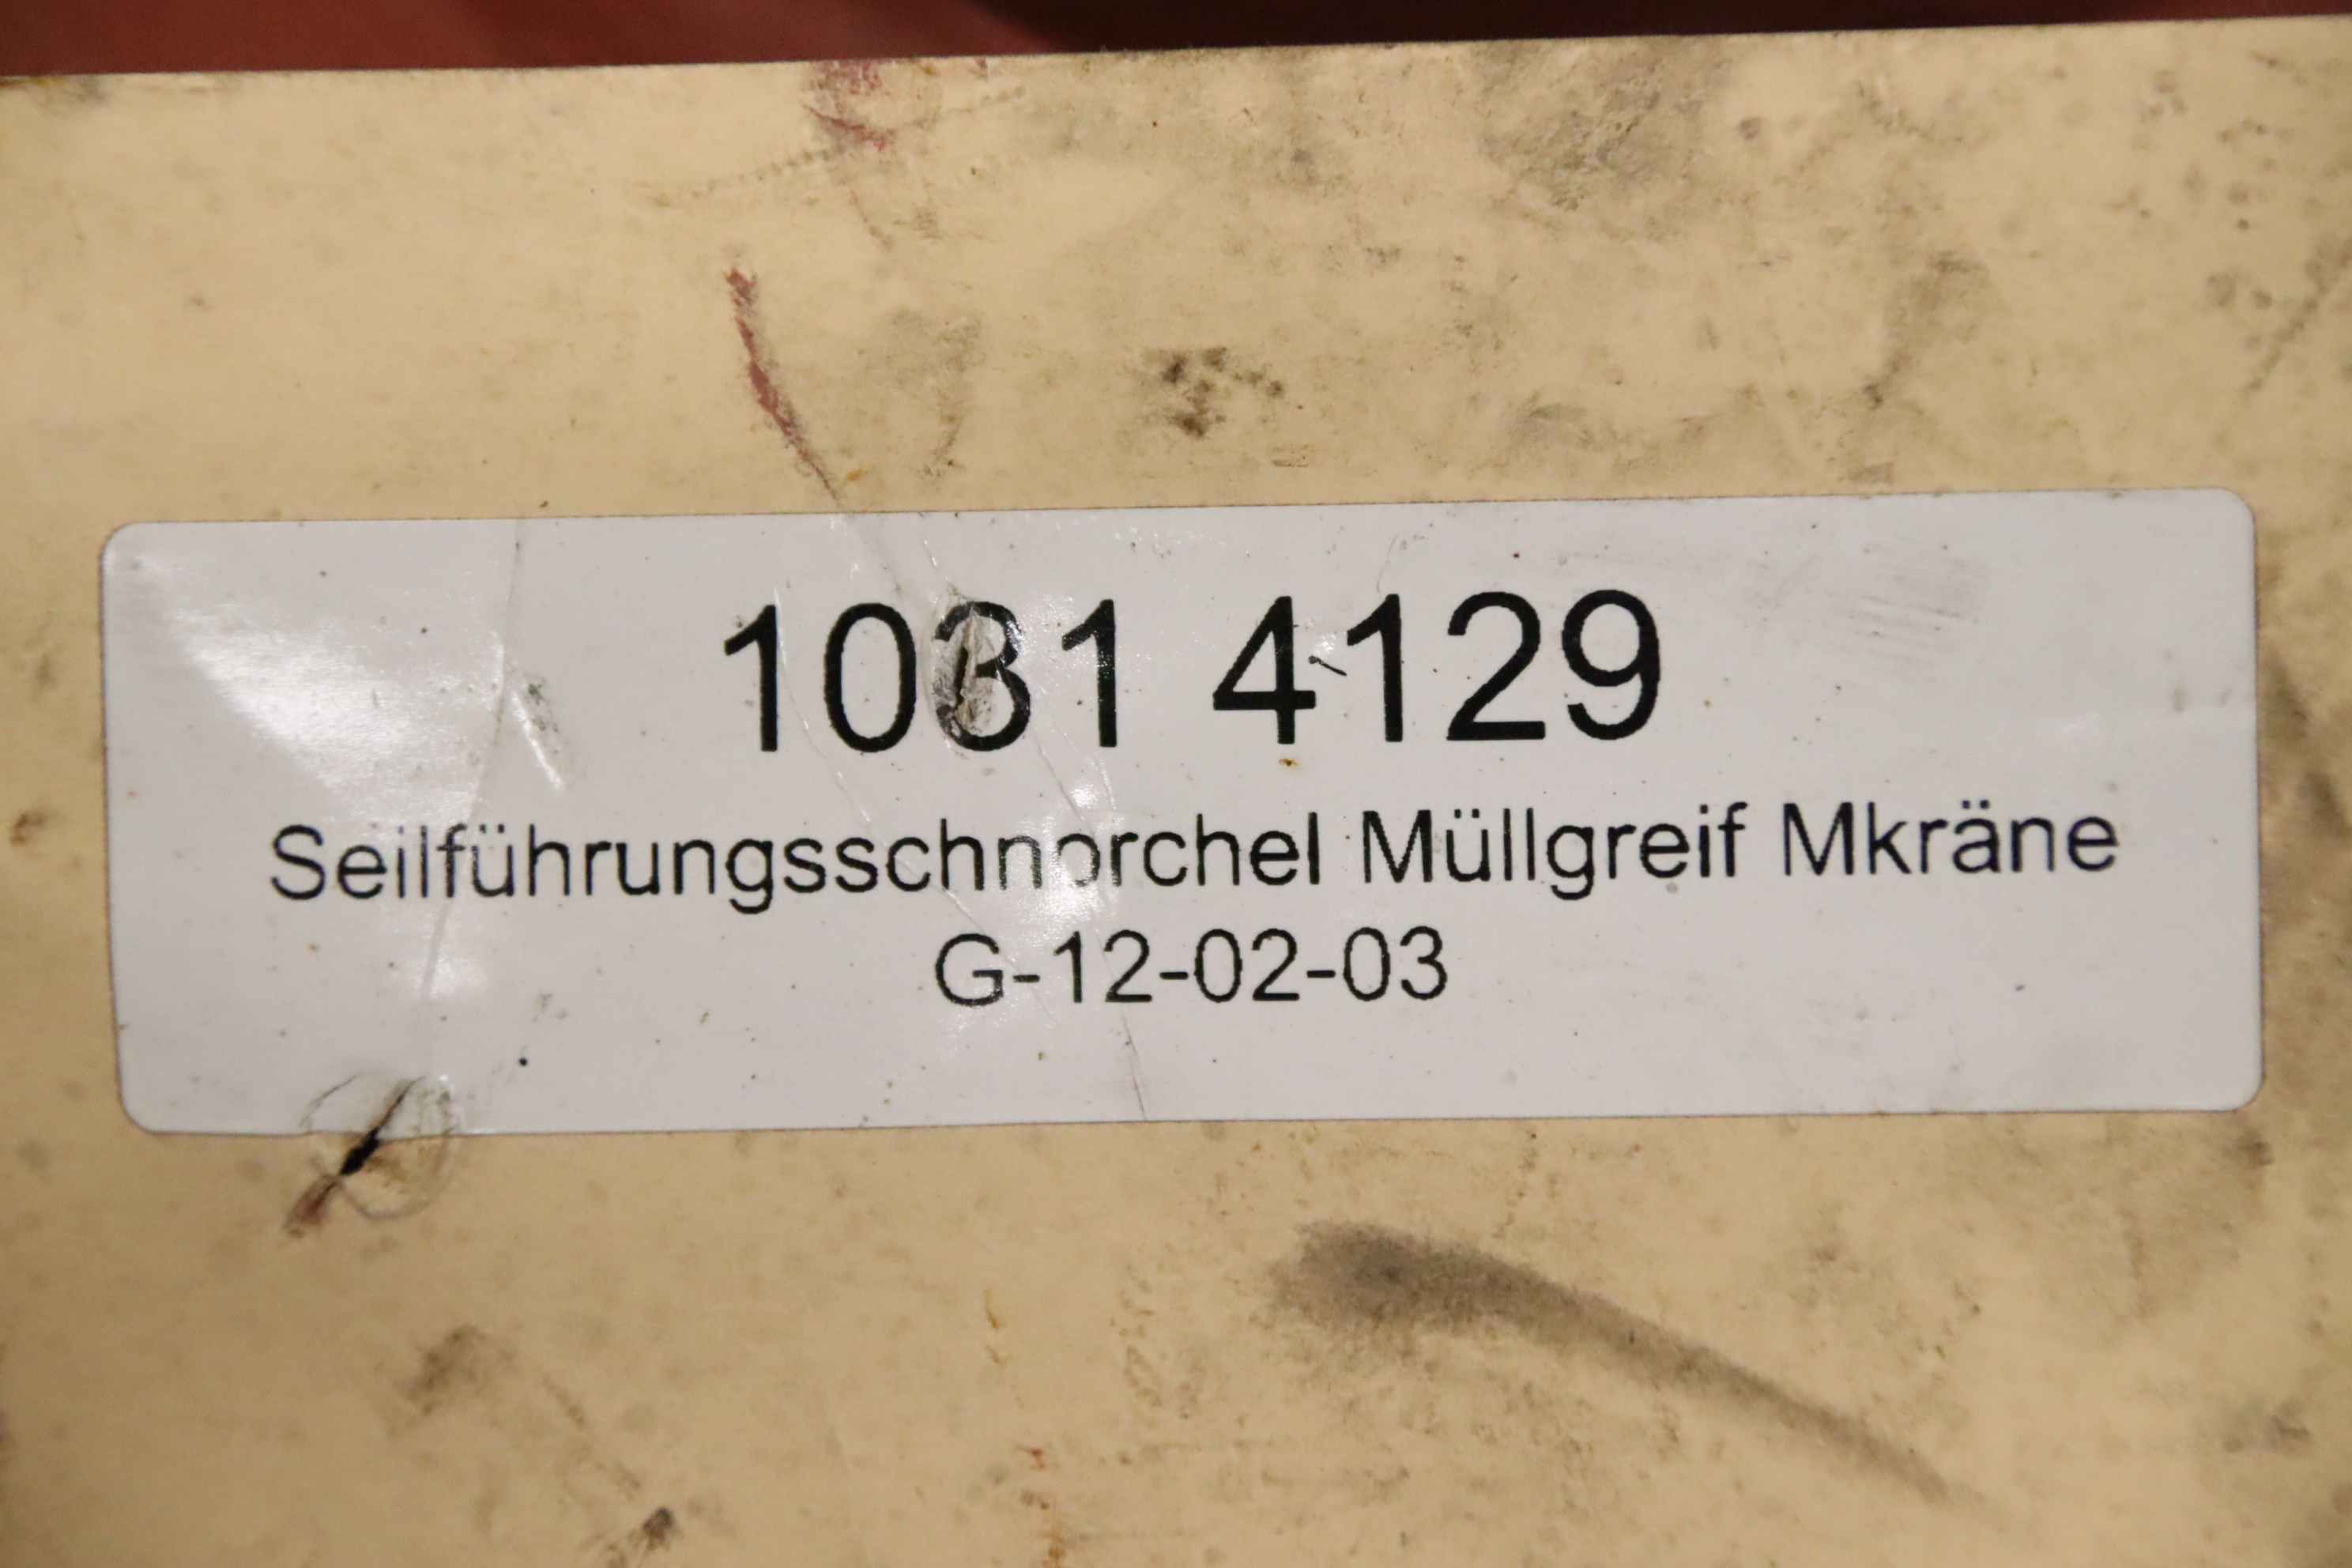 1031 4129
Seilführungsschnorchel Müllgreif Mkräne
G-12-02-03